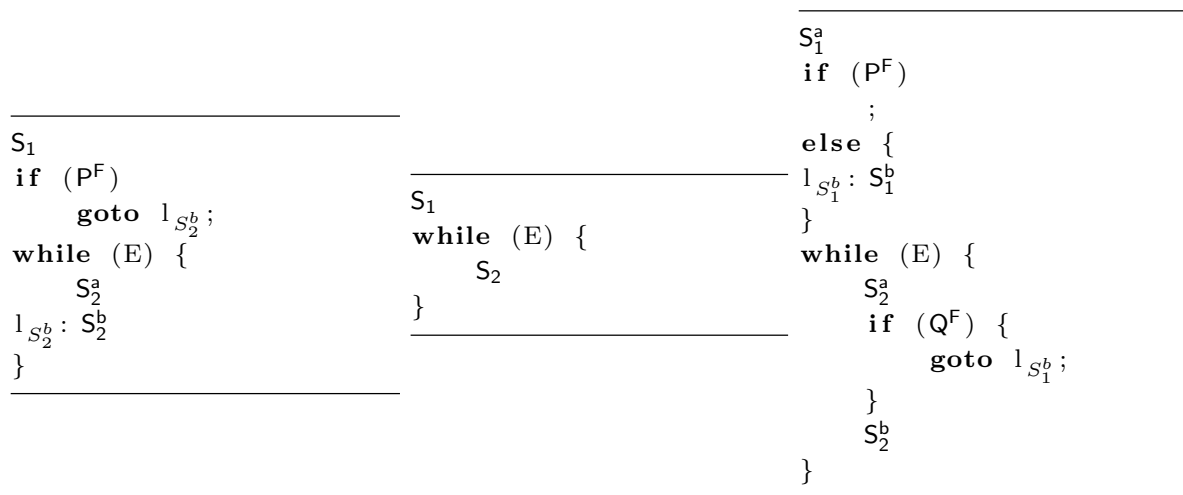 S₁
if (Pᶠ)
goto l_{S₂ᵇ};
while (E) {
S₂ᵃ
l_{S₂ᵇ}: S₂ᵇ
}
S₁
while (E) {
S₂
}
S₁ᵃ
if (Pᶠ)
;
else {
l_{S₁ᵇ}: S₁ᵇ
}
while (E) {
S₂ᵃ
if (Qᶠ) {
goto l_{S₁ᵇ};
}
S₂ᵇ
}